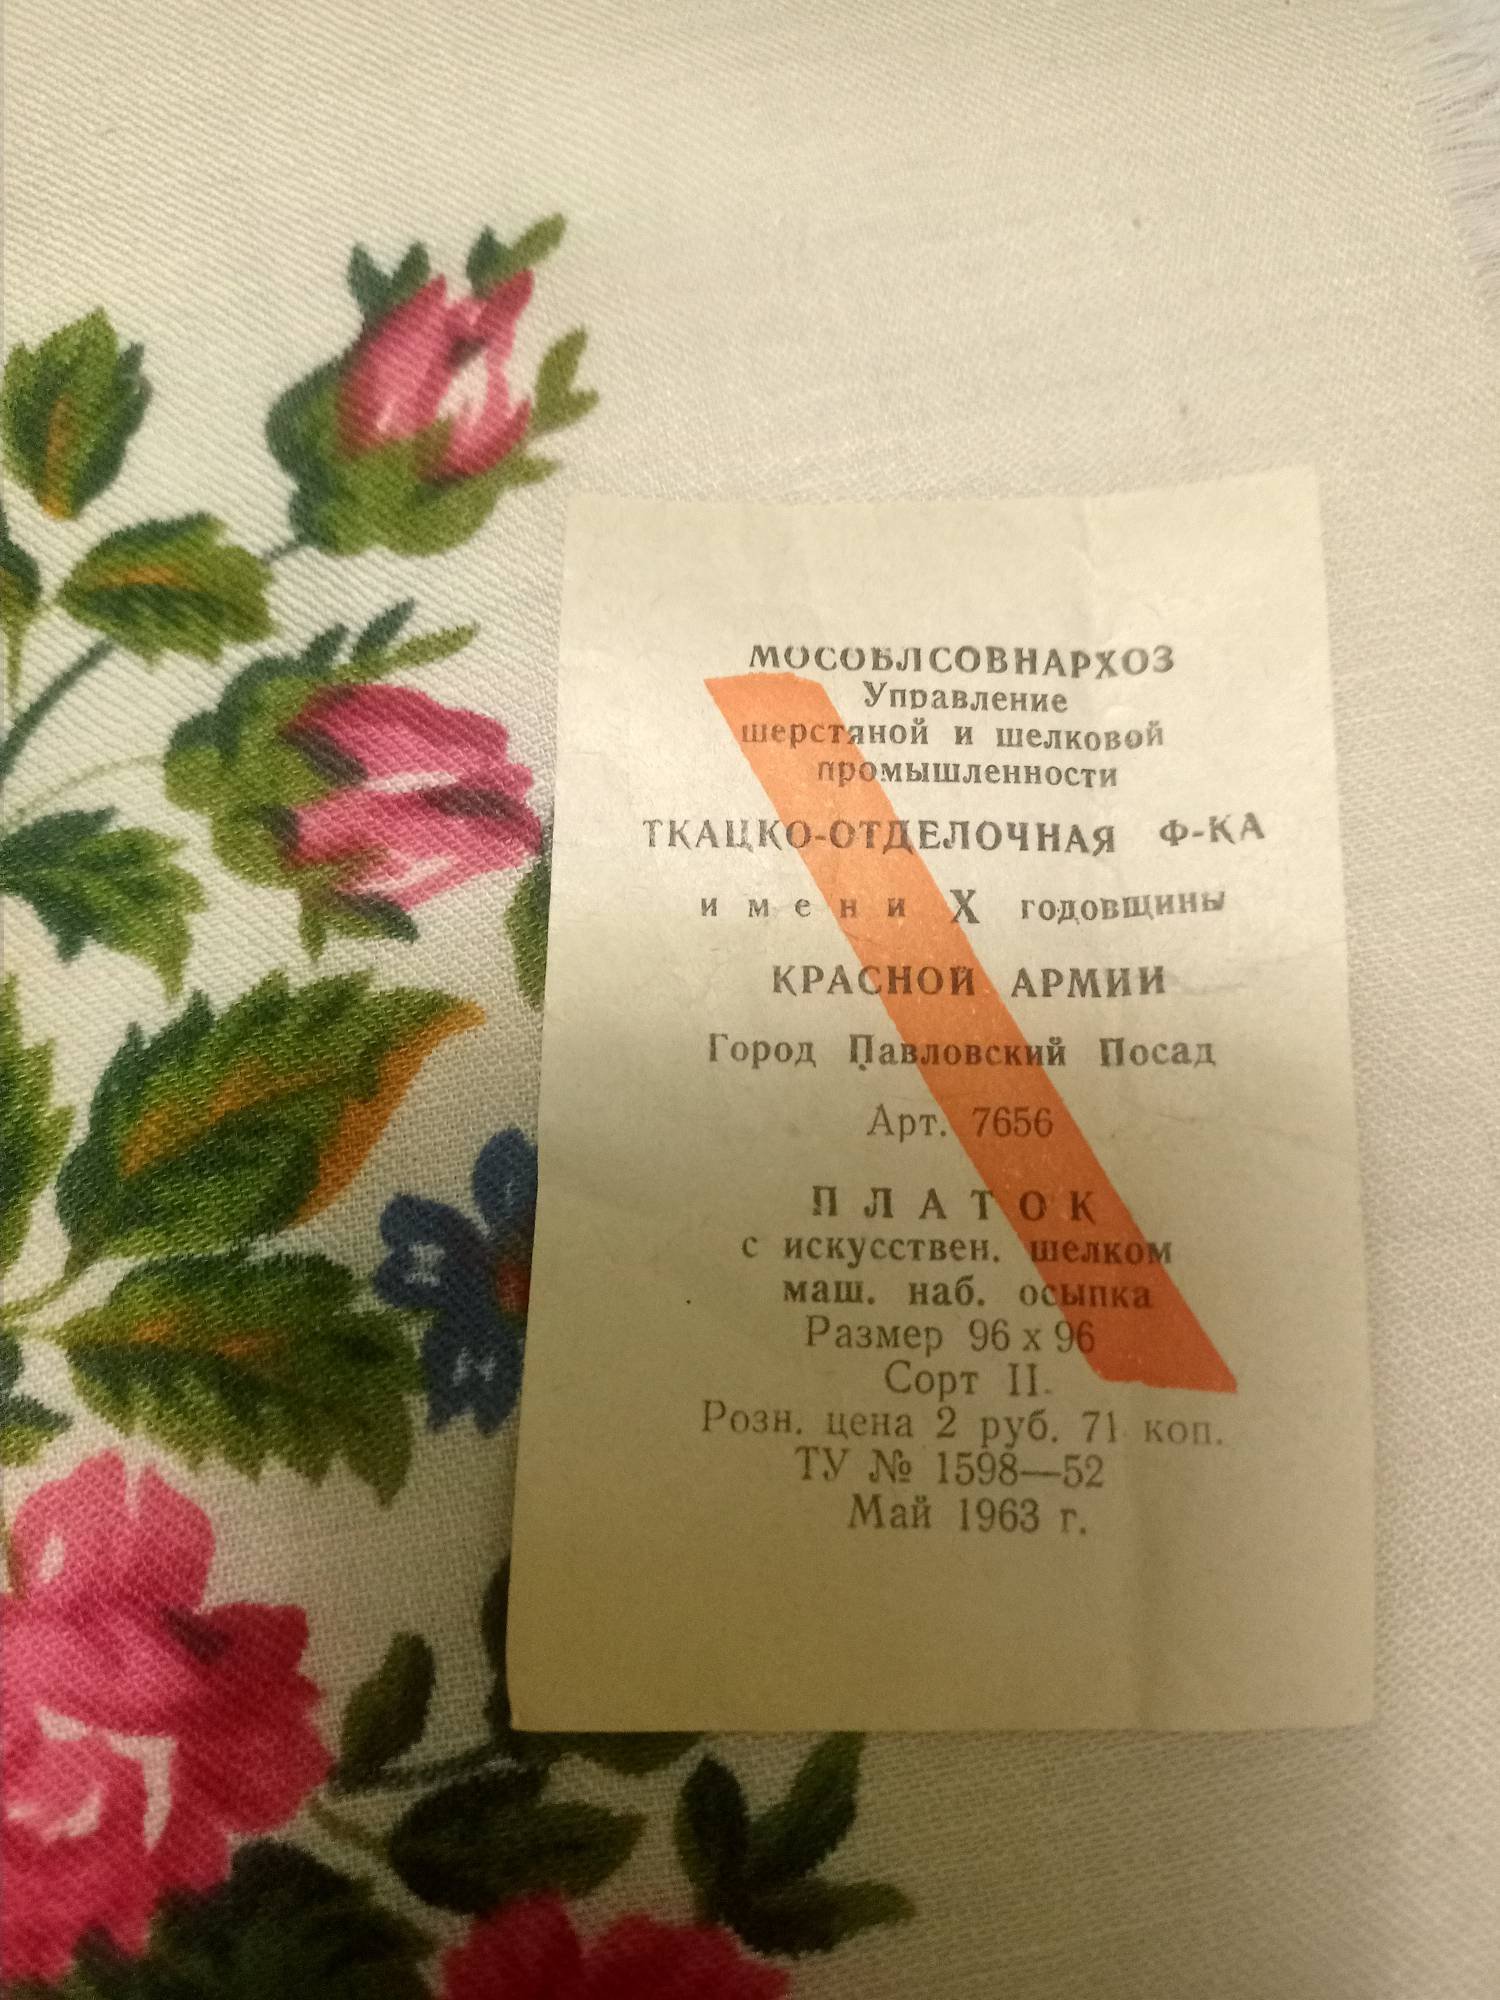 МОСОБЛСОВНАРХОЗ
Управление
шерстяной и шелковой
промышленности
ТКАЦКО-ОТДЕЛОЧНАЯ Ф-КА
имени X годовщины
КРАСНОЙ АРМИИ
Город Павловский Посад
Арт. 7656
ПЛАТОК
с искусствен. шелком
маш. наб. осыпка
Размер 96 х 96
Сорт II.
Розн. цена 2 руб. 71 коп.
ТУ № 1598—52
Май 1963 г.